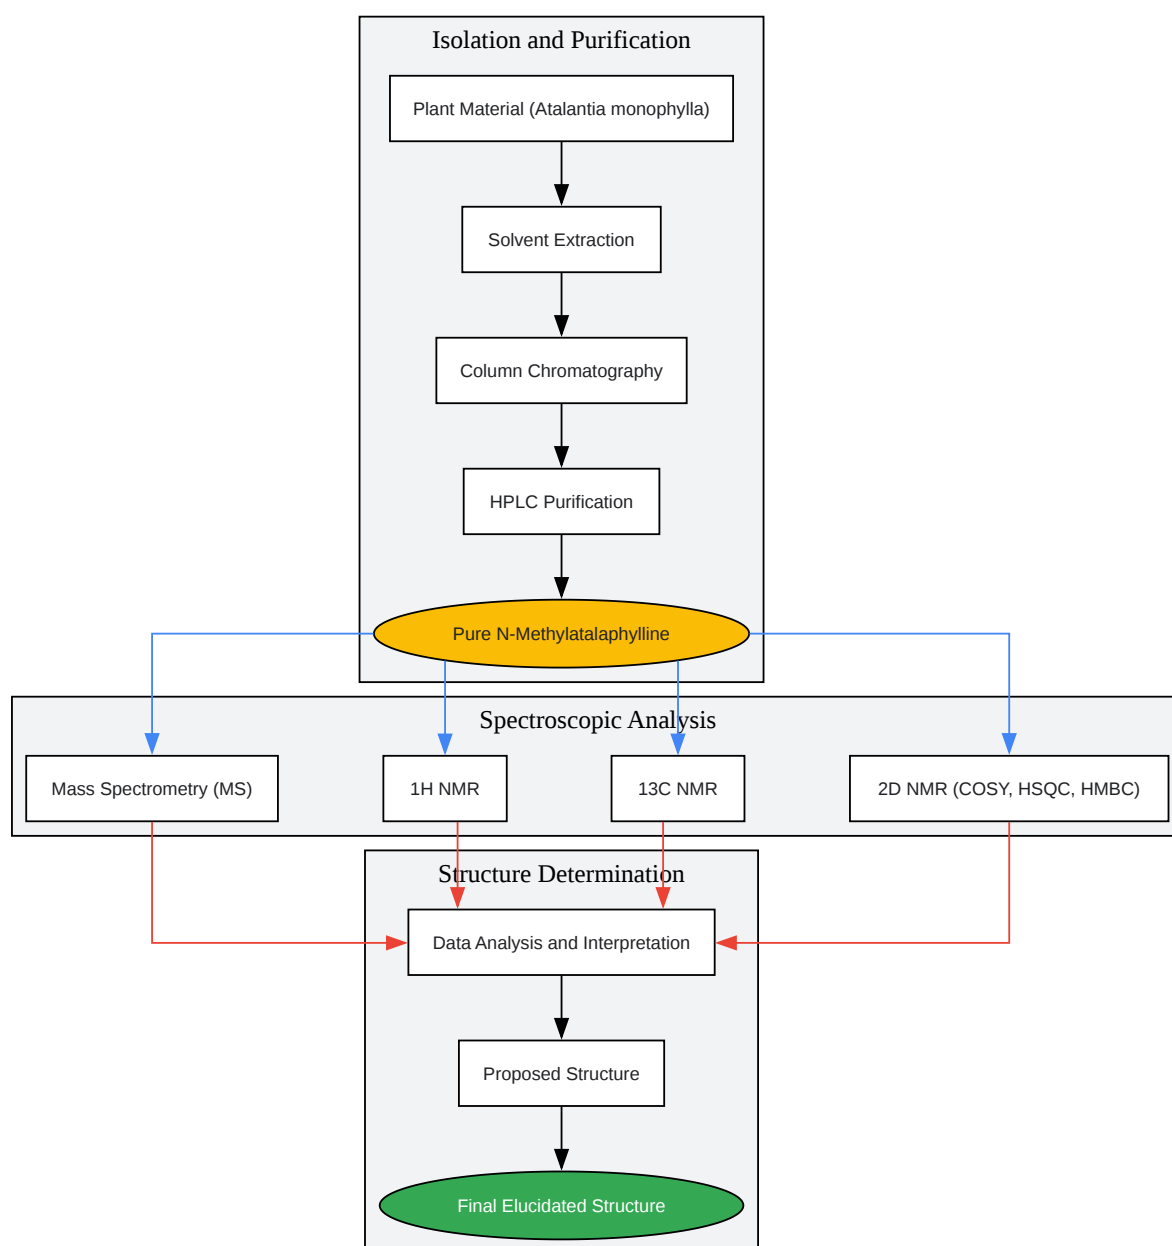 Isolation and Purification
Plant Material (Atalantia monophylla)
Solvent Extraction
Column Chromatography
HPLC Purification
Pure N-Methylatalaphylline
Spectroscopic Analysis
Mass Spectrometry (MS)
1H NMR
13C NMR
2D NMR (COSY, HSQC, HMBC)
Structure Determination
Data Analysis and Interpretation
Proposed Structure
Final Elucidated Structure